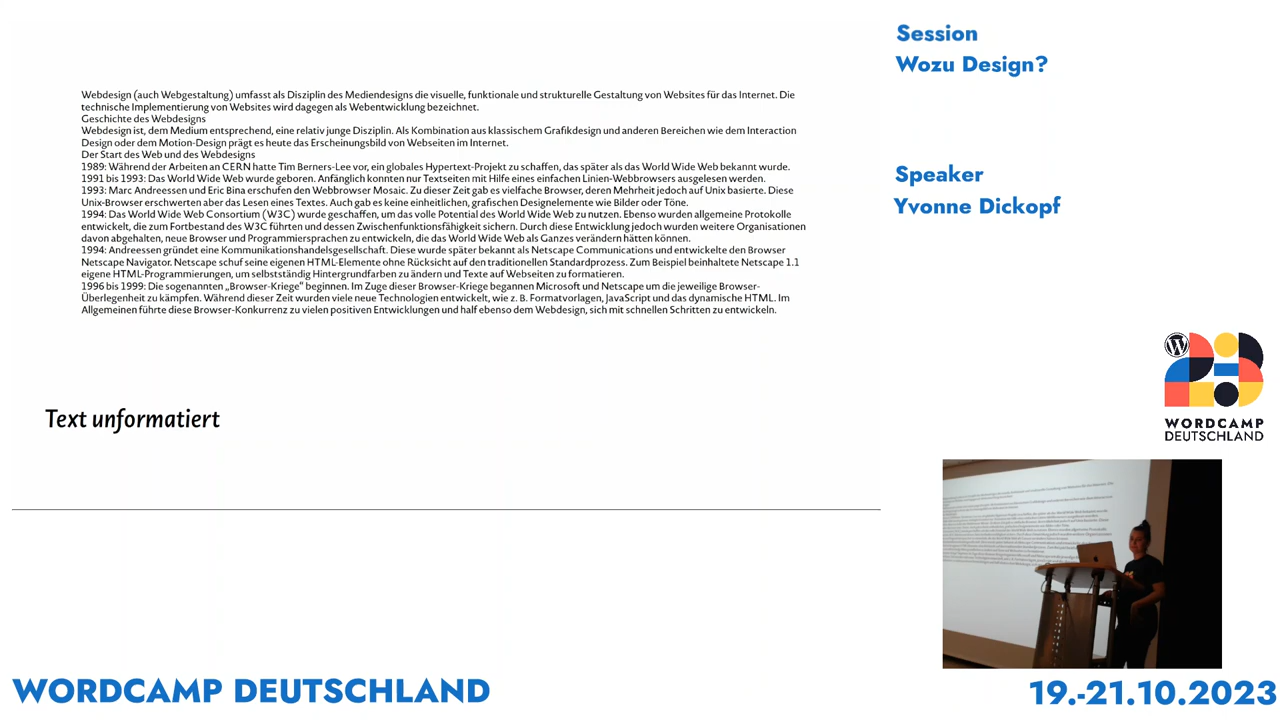 Webdesign (auch Webgestaltung) umfasst als Disziplin des Mediendesigns die visuelle, funktionale und strukturelle Gestaltung von Websites für das Internet. Die
technische Implementierung von Websites wird dagegen als Webentwicklung bezeichnet.
Geschichte des Webdesigns
Webdesign ist, dem Medium entsprechend, eine relativ junge Disziplin. Als Kombination aus klassischem Grafikdesign und anderen Bereichen wie dem Interaction
Design oder dem Motion-Design prägt es heute das Erscheinungsbild von Webseiten im Internet.
Der Start des Web und des Webdesigns
1989: Während der Arbeiten an CERN hatte Tim Berners-Lee vor, ein globales Hypertext-Projekt zu schaffen, das später als das World Wide Web bekannt wurde.
1991 bis 1993: Das World Wide Web wurde geboren. Anfänglich konnten nur Textseiten mit Hilfe eines einfachen Linien-Webbrowsers ausgelesen werden.
1993: Marc Andreessen und Eric Bina erschufen den Webbrowser Mosaic. Zu dieser Zeit gab es vielfache Browser, deren Mehrheit jedoch auf Unix basierte. Diese
Unix-Browser erschwerten aber das Lesen eines Textes. Auch gab es keine einheitlichen, grafischen Designelemente wie Bilder oder Töne.
1994: Das World Wide Web Consortium (W3C) wurde geschaffen, um das volle Potential des World Wide Web zu nutzen. Ebenso wurden allgemeine Protokolle
entwickelt, die zum Fortbestand des W3C führten und dessen Zwischenfunktionsfähigkeit sichern. Durch diese Entwicklung jedoch wurden weitere Organisationen
davon abgehalten, neue Browser und Programmiersprachen zu entwickeln, die das World Wide Web als Ganzes verändern hätten können.
1994: Andreessen gründet eine Kommunikationshandelsgesellschaft. Diese wurde später bekannt als Netscape Communications und entwickelte den Browser
Netscape Navigator. Netscape schuf seine eigenen HTML-Elemente ohne Rücksicht auf den traditionellen Standardprozess. Zum Beispiel beinhaltete Netscape 1.1
eigene HTML-Programmierungen, um selbstständig Hintergrundfarben zu ändern und Texte auf Webseiten zu formatieren.
1996 bis 1999: Die sogenannten „Browser-Kriege“ beginnen. Im Zuge dieser Browser-Kriege begannen Microsoft und Netscape um die jeweilige Browser-
Überlegenheit zu kämpfen. Während dieser Zeit wurden viele neue Technologien entwickelt, wie z. B. Formatvorlagen, JavaScript und das dynamische HTML. Im
Allgemeinen führte diese Browser-Konkurrenz zu vielen positiven Entwicklungen und half ebenso dem Webdesign, sich mit schnellen Schritten zu entwickeln.
Text unformatiert
Session
Wozu Design?
Speaker
Yvonne Dickopf
WORDCAMP
DEUTSCHLAND
WORDCAMP DEUTSCHLAND
19.-21.10.2023